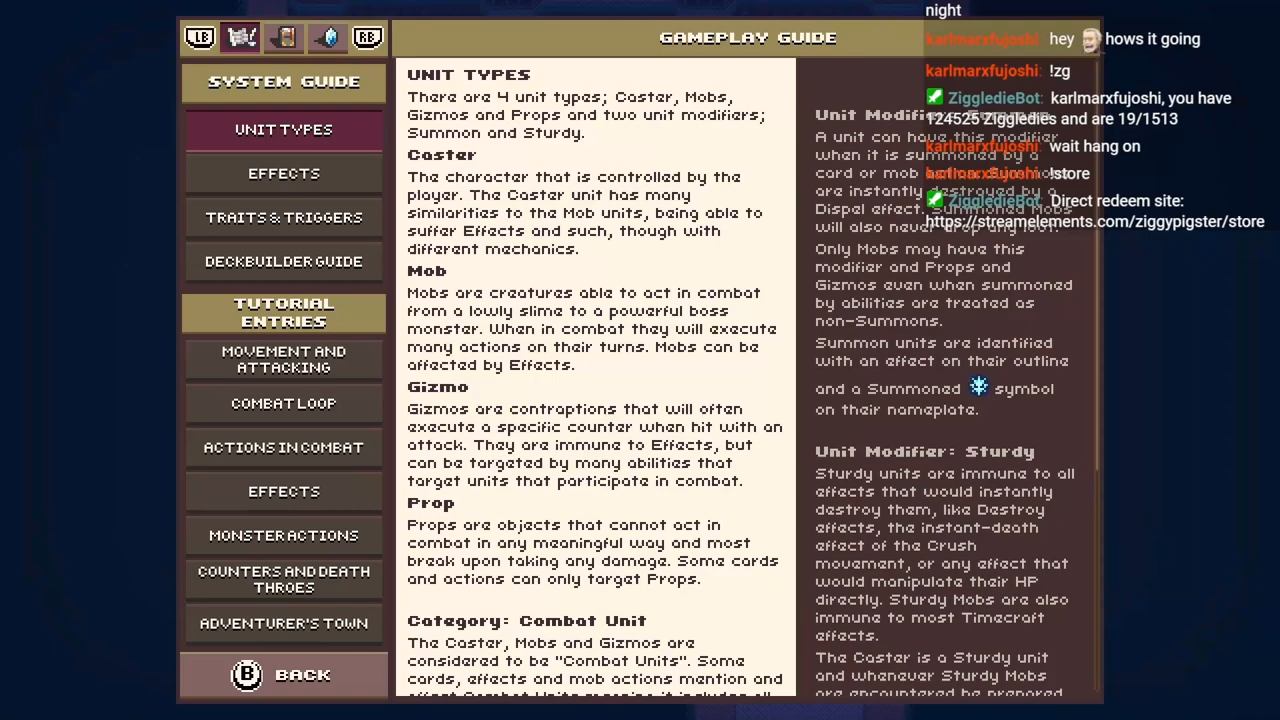 LB
RB
GAMEPLAY GUIDE
SYSTEM GUIDE
UNIT TYPES
EFFECTS
TRAITS & TRIGGERS
DECKBUILDER GUIDE
TUTORIAL
ENTRIES
MOVEMENT AND
ATTACKING
COMBAT LOOP
ACTIONS IN COMBAT
EFFECTS
MONSTER ACTIONS
COUNTERS AND DEATH
THROES
ADVENTURER'S TOWN
B BACK
UNIT TYPES
There are 4 unit types; Caster, Mobs,
Gizmos and Props and two unit modifiers;
Summon and Sturdy.
Caster
The character that is controlled by the
player. The Caster unit has many
similarities to the Mob units, being able to
suffer Effects and such, though with
different mechanics.
Mob
Mobs are creatures able to act in combat
from a lowly slime to a powerful boss
monster. When in combat they will execute
many actions on their turns. Mobs can be
affected by Effects.
Gizmo
Gizmos are contraptions that will often
execute a specific counter when hit with an
attack. They are immune to Effects, but
can be targeted by many abilities that
target units that participate in combat.
Prop
Props are objects that cannot act in
combat in any meaningful way and most
break upon taking any damage. Some cards
and actions can only target Props.
Category: Combat Unit
The Caster, Mobs and Gizmos are
considered to be "Combat Units". Some
cards, effects and mob actions mention and
Unit Modifier:
A unit can have this modifier
when it is summoned by a
card or mob
are instantly destroyed by a
Dispel effect. Summoned Mobs
will also never drop any loot.
Only Mobs may have this
modifier and Props and
Gizmos even when summoned
by abilities are treated as
non-Summons.
Summon units are identified
with an effect on their outline
and a Summoned symbol
on their nameplate.
Unit Modifier: Sturdy
Sturdy units are immune to all
effects that would instantly
destroy them, like Destroy
effects, the instant-death
effect of the Crush
movement, or any effect that
would manipulate their HP
directly. Sturdy Mobs are also
immune to most Timecraft
effects.
The Caster is a Sturdy unit
and whenever Sturdy Mobs
are encountered be prepared
night
karlmarxfujoshi: hey hows it going
karlmarxfujoshi: !zg
ZiggledieBot: karlmarxfujoshi, you have
124525 Ziggledies and are 19/1513
karlmarxfujoshi: wait hang on
karlmarxfujoshi: !store
ZiggledieBot: Direct redeem site:
https://streamelements.com/ziggypigster/store